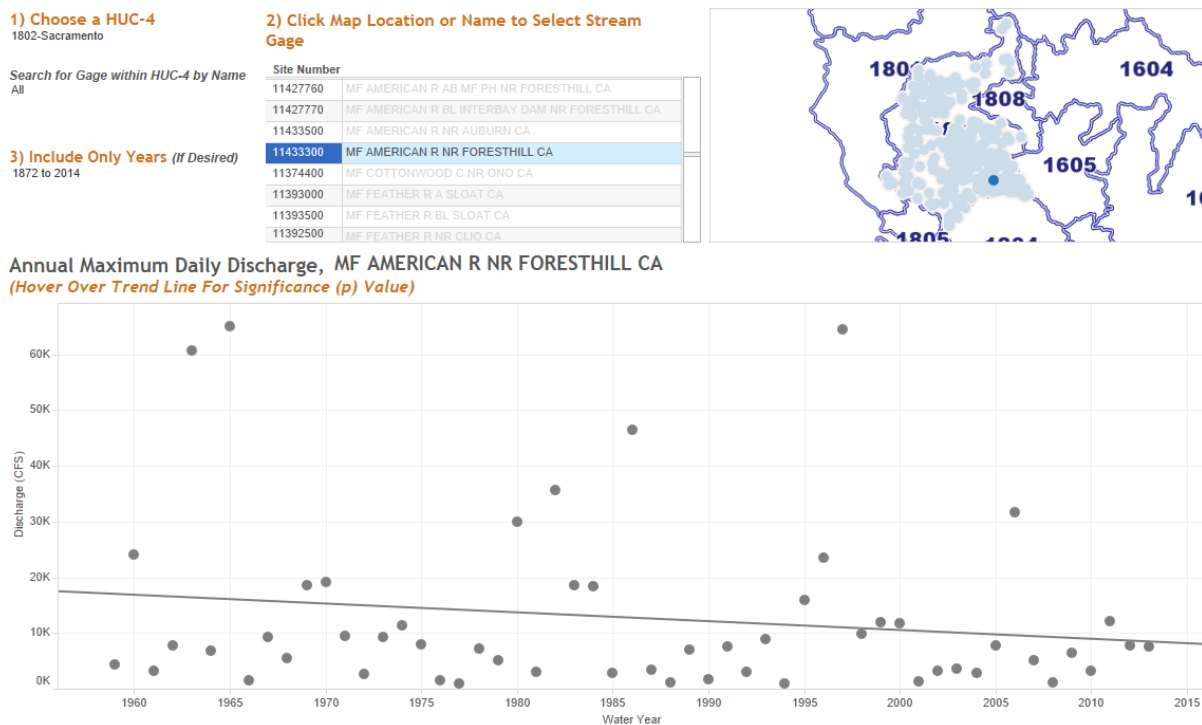 1) Choose a HUC-4
1802-Sacramento
Search for Gage within HUC-4 by Name
All
3) Include Only Years (If Desired)
1872 to 2014
2) Click Map Location or Name to Select Stream
Gage
Site Number
11427760 MF AMERICAN R AB MF PH NR FORESTHILL CA
11427770 MF AMERICAN R BL INTERBAY DAM NR FORESTHILL CA
11433500 MF AMERICAN R NR AUBURN CA
11433300 MF AMERICAN R NR FORESTHILL CA
11374400 MF COTTONWOOD C NR ONO CA
11393000 MF FEATHER R A SLOAT CA
11393500 MF FEATHER R BL SLOAT CA
11392500 MF FEATHER R NR CLIO CA
1604
1808
1605
1805
Annual Maximum Daily Discharge, MF AMERICAN R NR FORESTHILL CA
(Hover Over Trend Line For Significance (p) Value)
Discharge (CFS)
60K
50K
40K
30K
20K
10K
0K
1960 1965 1970 1975 1980 1985 1990 1995 2000 2005 2010 2015
Water Year